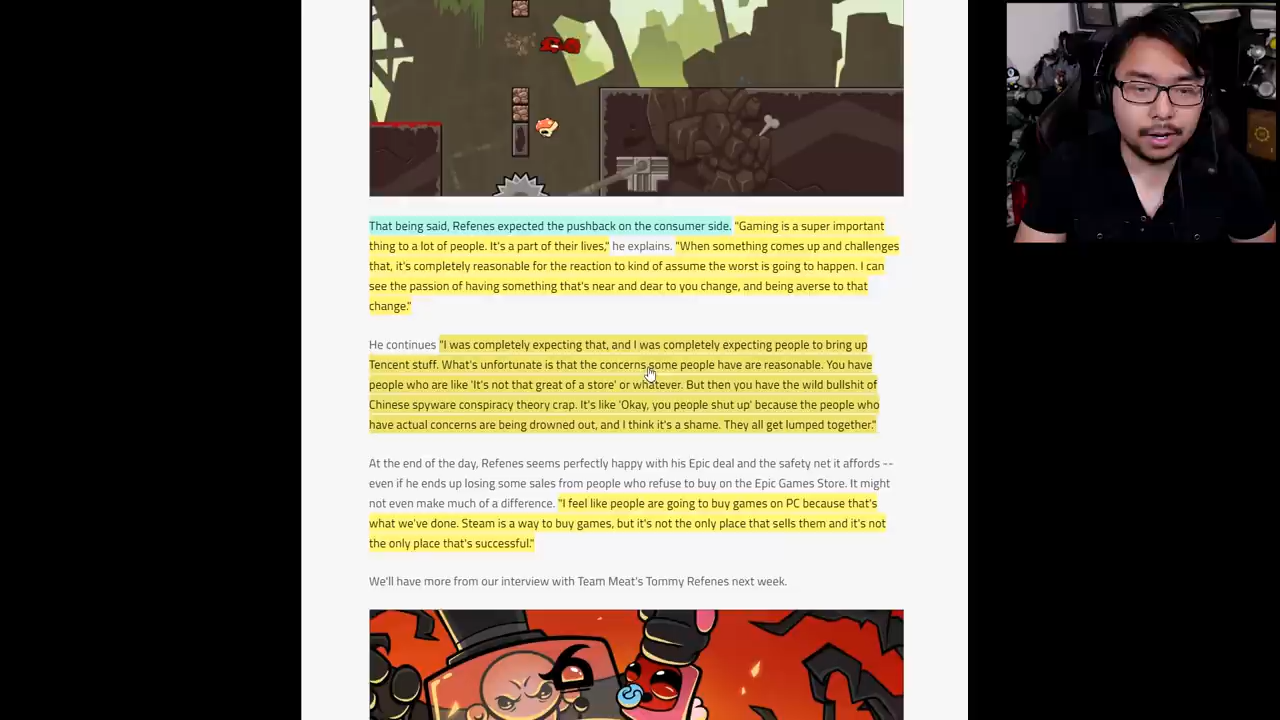 That being said, Refenes expected the pushback on the consumer side. "Gaming is a super important
thing to a lot of people. It's a part of their lives," he explains. "When something comes up and challenges
that, it's completely reasonable for the reaction to kind of assume the worst is going to happen. I can
see the passion of having something that's near and dear to you change, and being averse to that
change."
He continues "I was completely expecting that, and I was completely expecting people to bring up
Tencent stuff. What's unfortunate is that the concerns some people have are reasonable. You have
people who are like 'It's not that great of a store' or whatever. But then you have the wild bullshit of
Chinese spyware conspiracy theory crap. It's like 'Okay, you people shut up' because the people who
have actual concerns are being drowned out, and I think it's a shame. They all get lumped together."
At the end of the day, Refenes seems perfectly happy with his Epic deal and the safety net it affords --
even if he ends up losing some sales from people who refuse to buy on the Epic Games Store. It might
not even make much of a difference. "I feel like people are going to buy games on PC because that's
what we've done. Steam is a way to buy games, but it's not the only place that sells them and it's not
the only place that's successful."
We'll have more from our interview with Team Meat's Tommy Refenes next week.